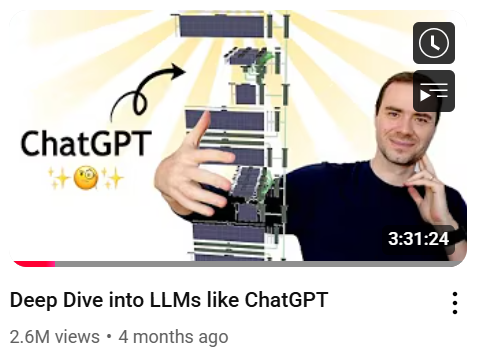 ChatGPT
3:31:24
Deep Dive into LLMs like ChatGPT
2.6M views • 4 months ago